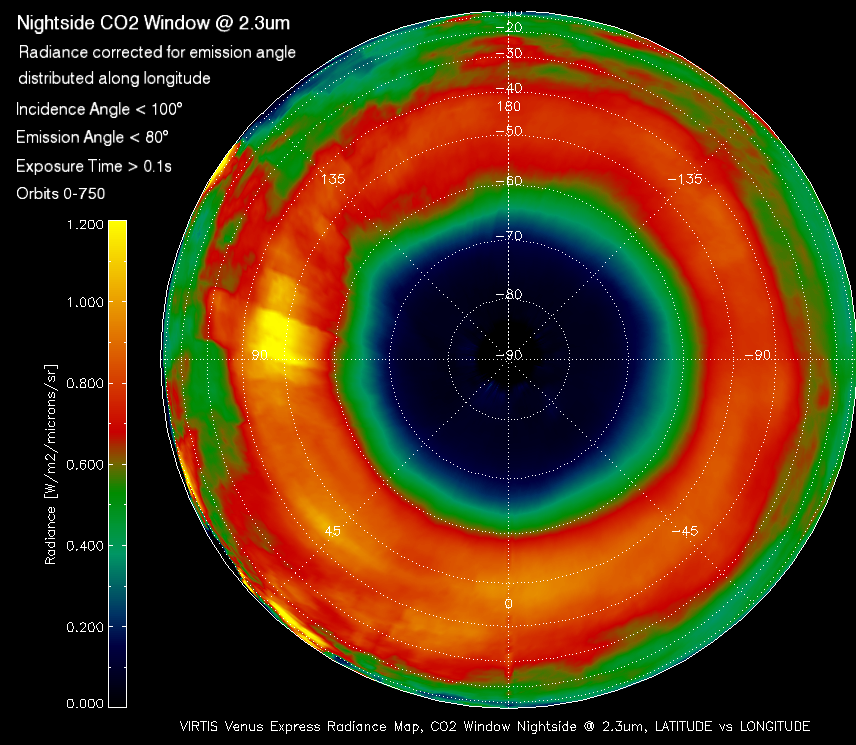 Nightside CO2 Window @ 2.3um
Radiance corrected for emission angle
distributed along longitude
Incidence Angle < 100°
Emission Angle < 80°
Exposure Time > 0.1s
Orbits 0-750
1.200
1.000
0.800
0.600
0.400
0.200
0.000
Radiance [W/m2/microns/sr]
-10
-20
-30
-40
180
-50
135
-60
-135
-70
-80
90
-90
-90
45
-45
0
VIRTIS Venus Express Radiance Map, CO2 Window Nightside @ 2.3um, LATITUDE vs LONGITUDE